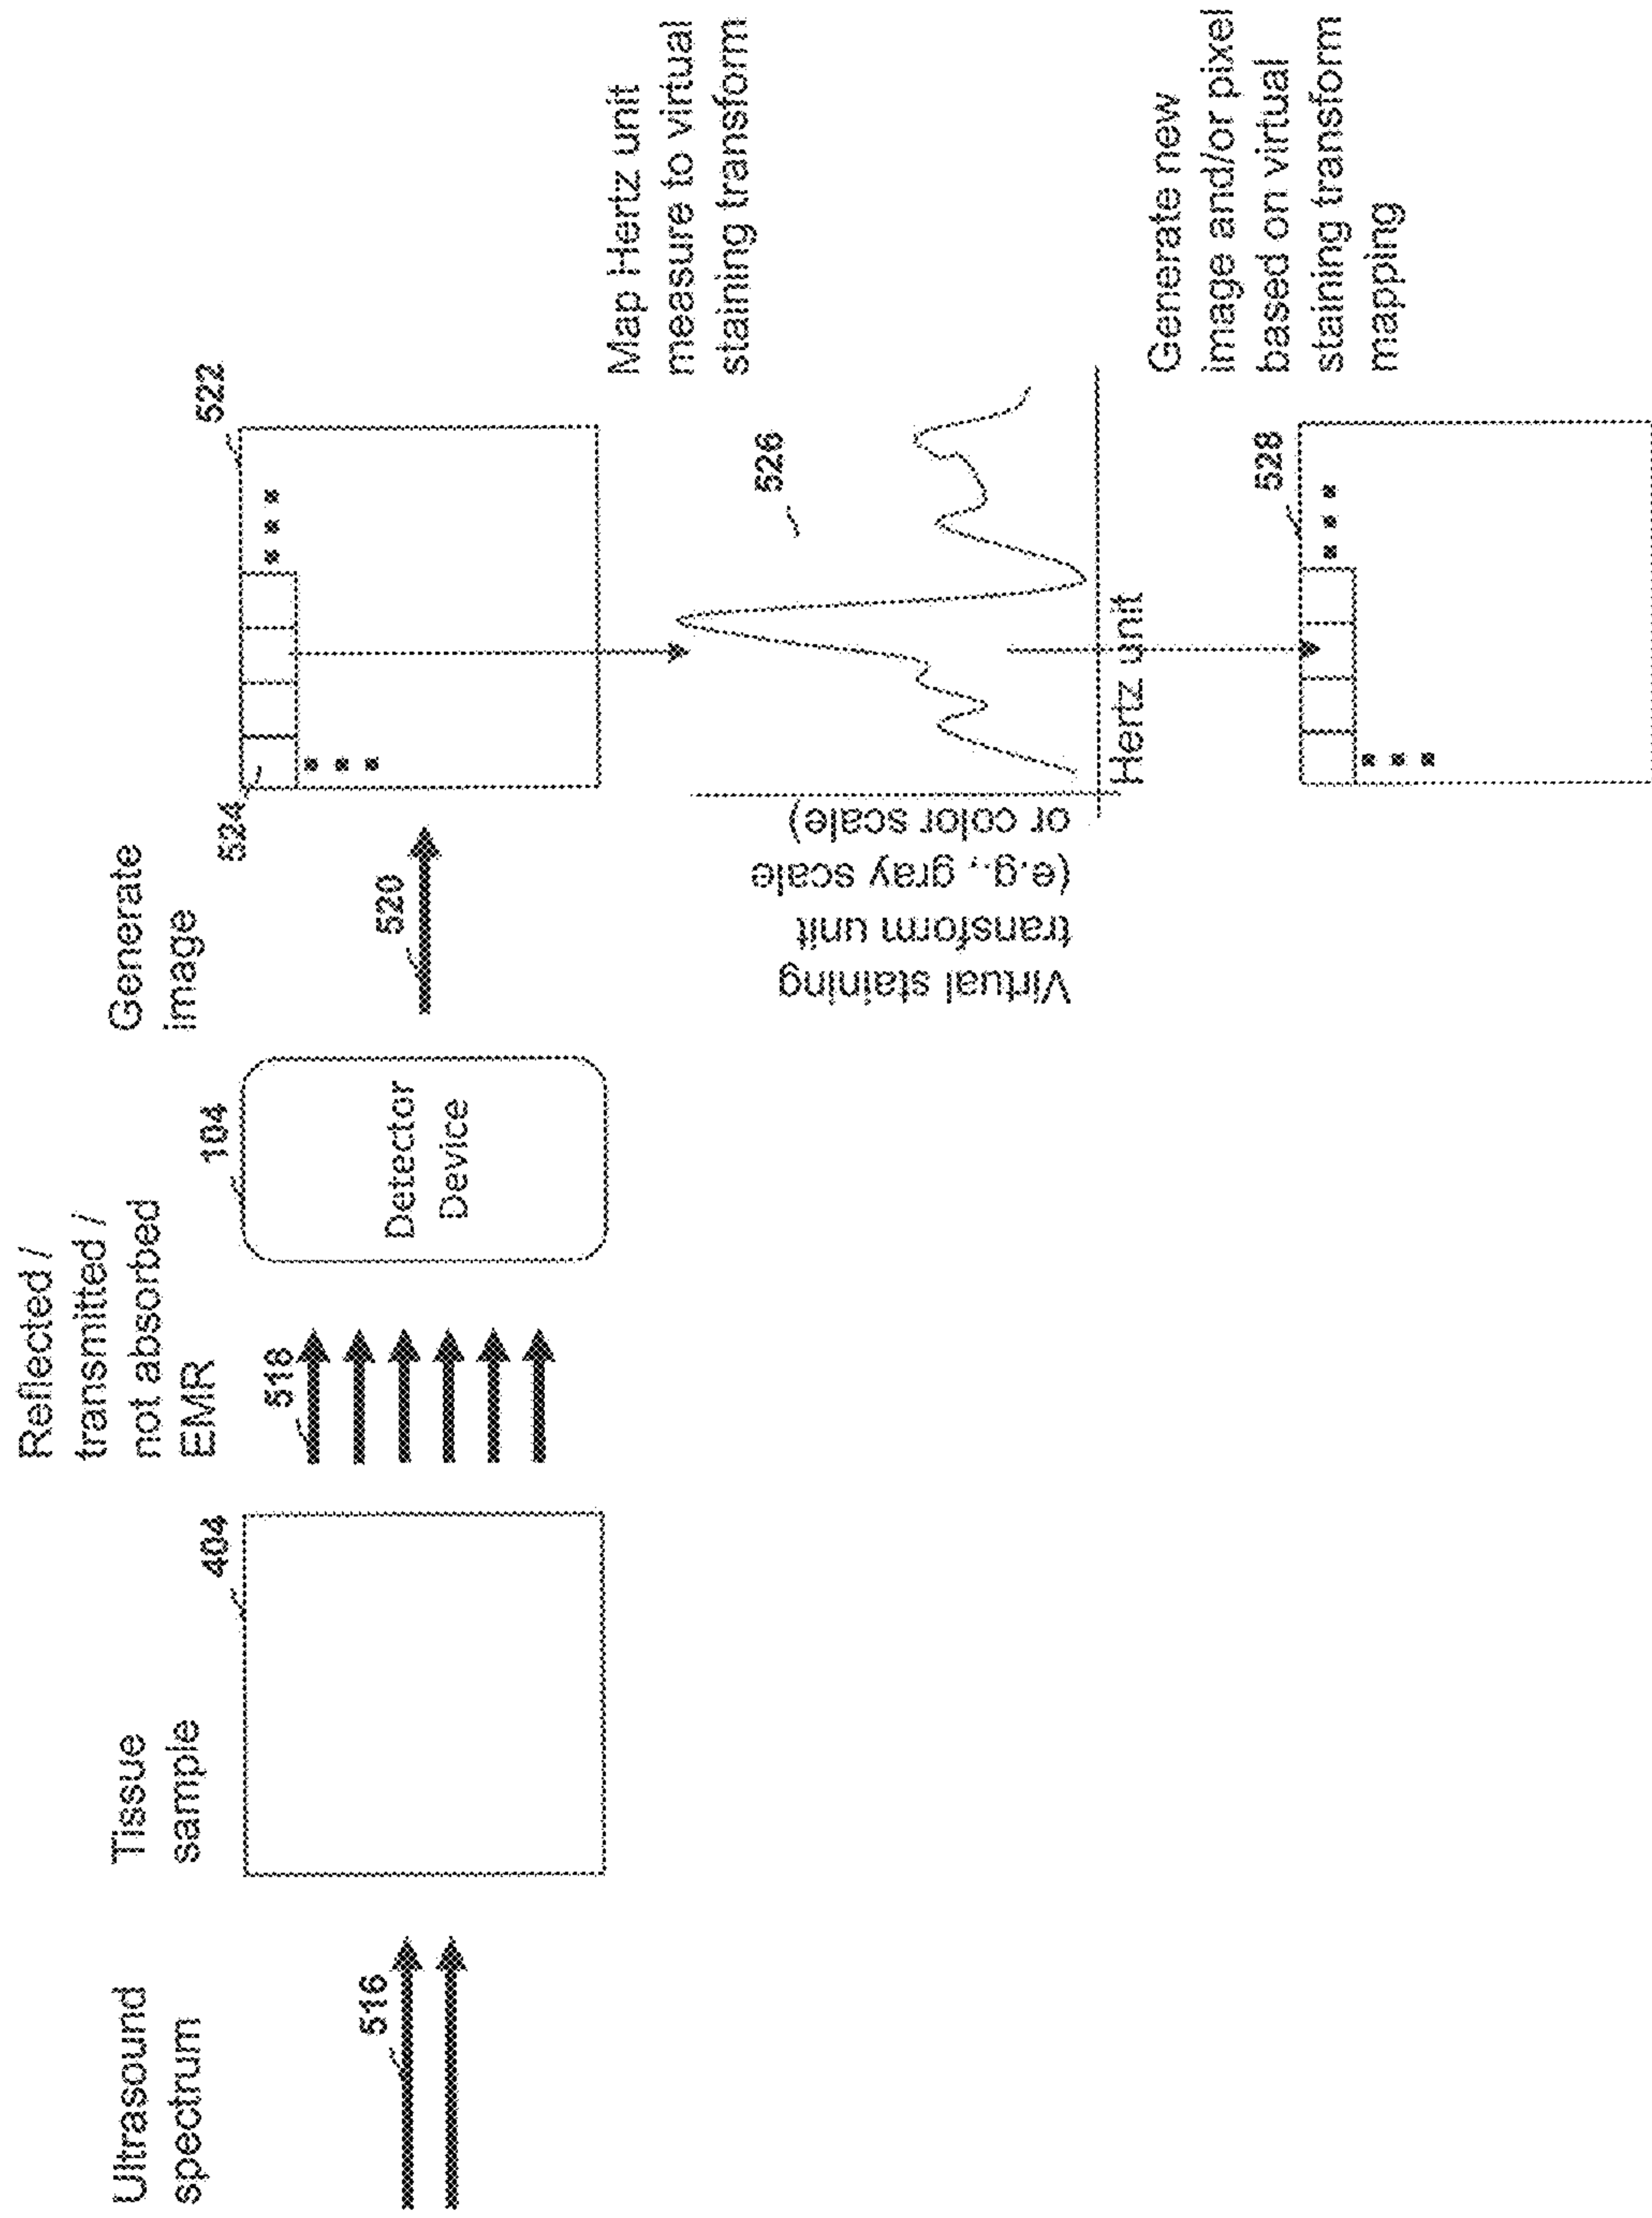 Ultrasound
spectrum
516
Tissue
sample
404
Reflected /
transmitted /
not absorbed
EMR
518
104
Detector
Device
Generate
image
520
524
522
Map Hertz unit
measure to virtual
staining transform
526
Virtual staining
transform unit
(e.g., gray scale
or color scale)
Hertz unit
528
Generate new
image and/or pixel
based on virtual
staining transform
mapping